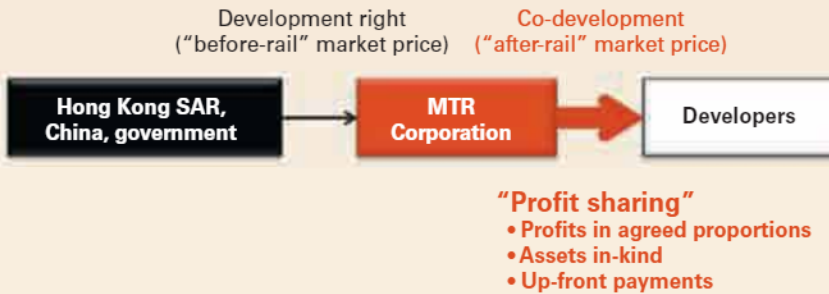 Development right
(“before-rail” market price)
Co-development
(“after-rail” market price)
Hong Kong SAR,
China, government
MTR
Corporation
Developers
“Profit sharing”
• Profits in agreed proportions
• Assets in-kind
• Up-front payments